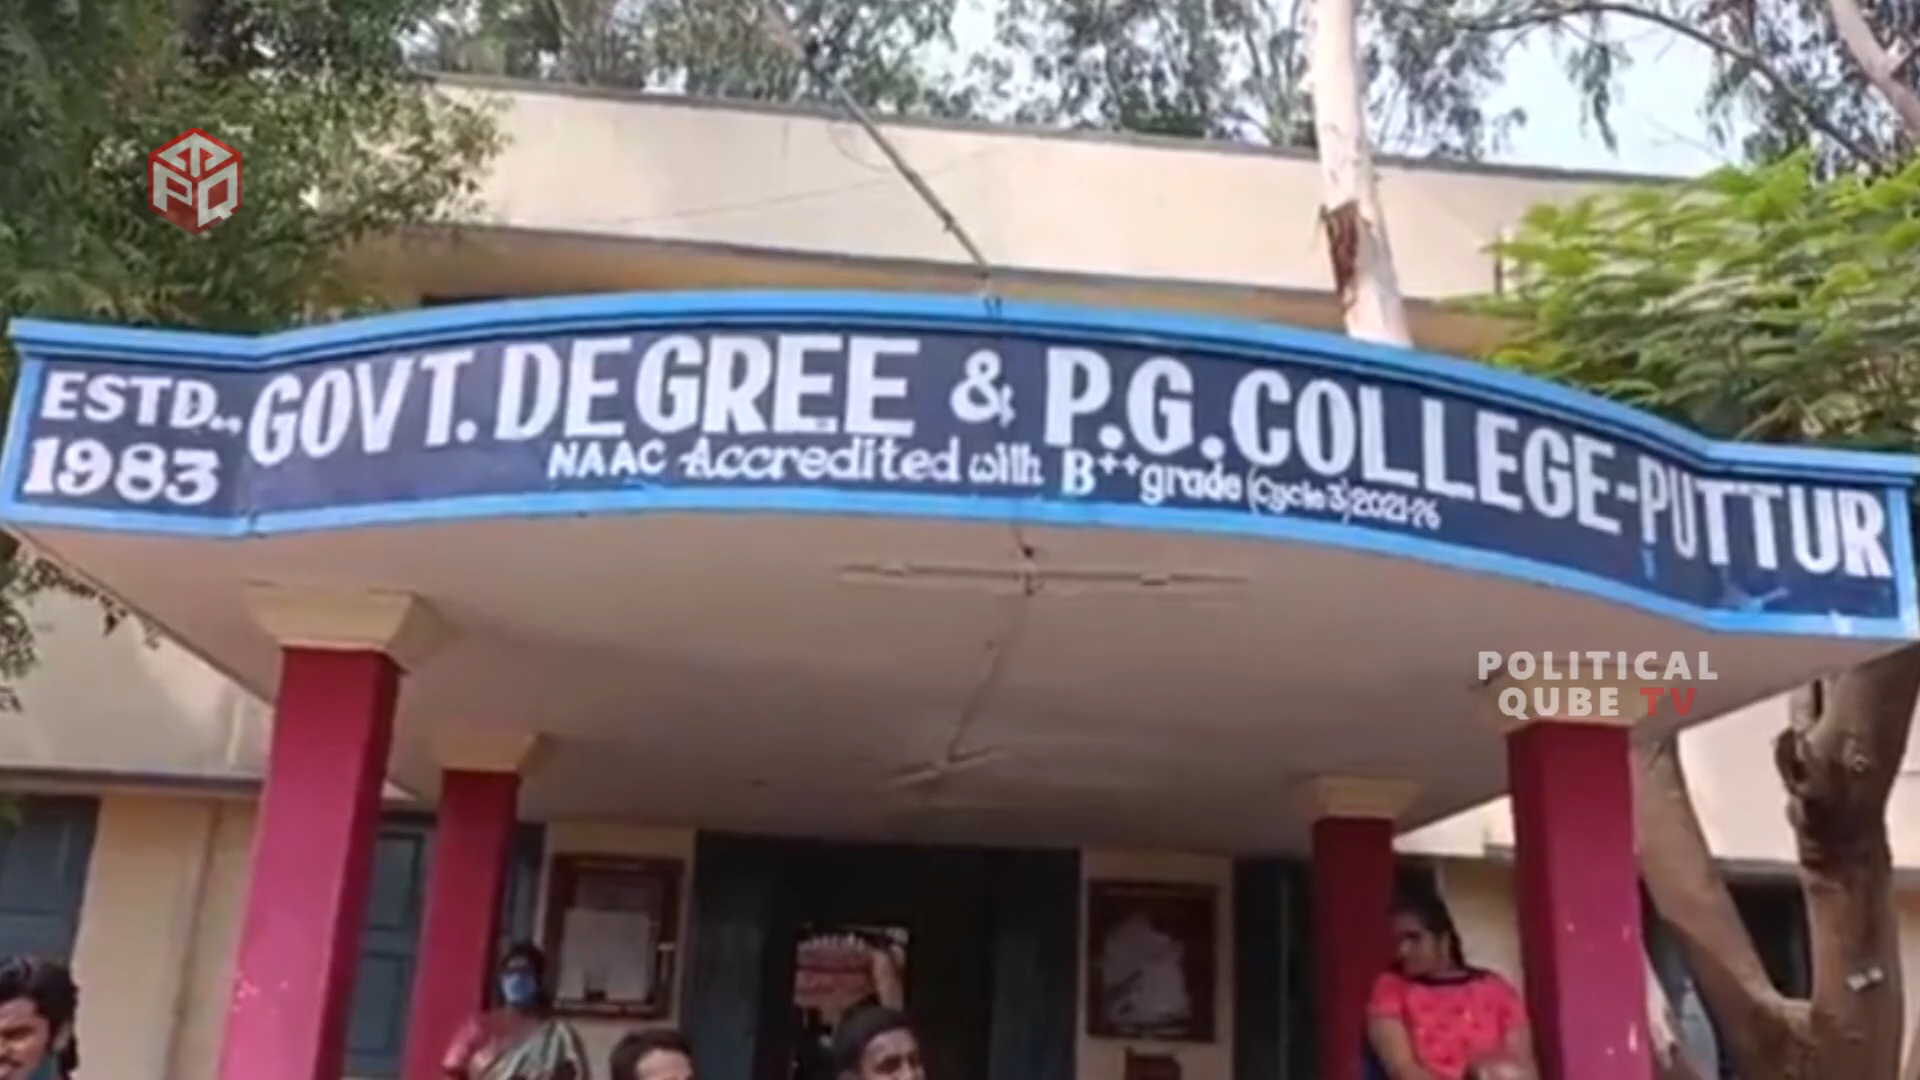 ESTD.,
1983
GOVT. DEGREE & P.G. COLLEGE-PUTTUR
NAAC Accredited with B++ grade (Cycle 3) 2021-26
POLITICAL
QUBE TV